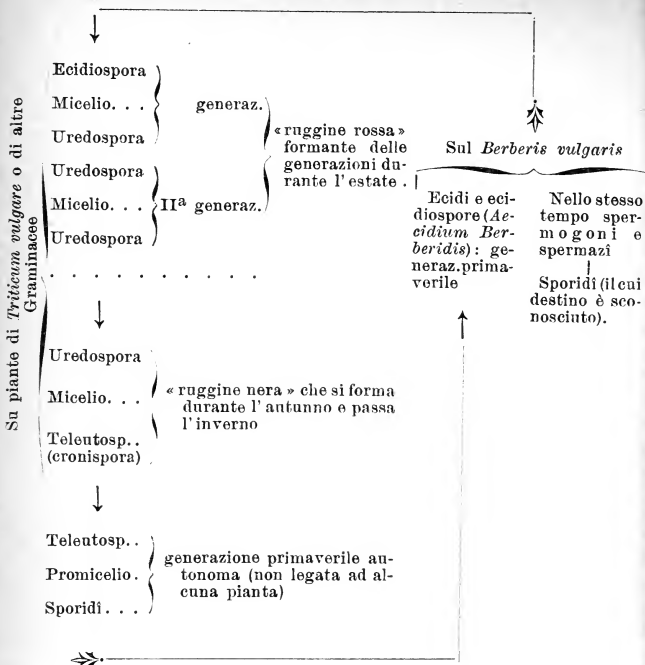 Su piante di Triticum vulgare o di altre
Graminacee
Ecidiospora
Micelio. . . generaz.
Uredospora
Uredospora
Micelio. . . IIª generaz.
Uredospora
«ruggine rossa»
formante delle
generazioni du-
rante l'estate .
. . . . . . . . . . .
Uredospora
Micelio. . .
Teleutosp. .
(cronispora)
« ruggine nera » che si forma
durante l'autunno e passa
l'inverno
Teleutosp. .
Promicelio .
Sporidî. . .
generazione primaverile au-
tonoma (non legata ad al-
cuna pianta)
Sul Berberis vulgaris
Ecidi e eci-
diospore (Ae-
cidium Ber-
beridis): ge-
neraz. prima-
verile
Nello stesso
tempo sper-
mogoni e
spermazî
Sporidî (il cui
destino è sco-
nosciuto).